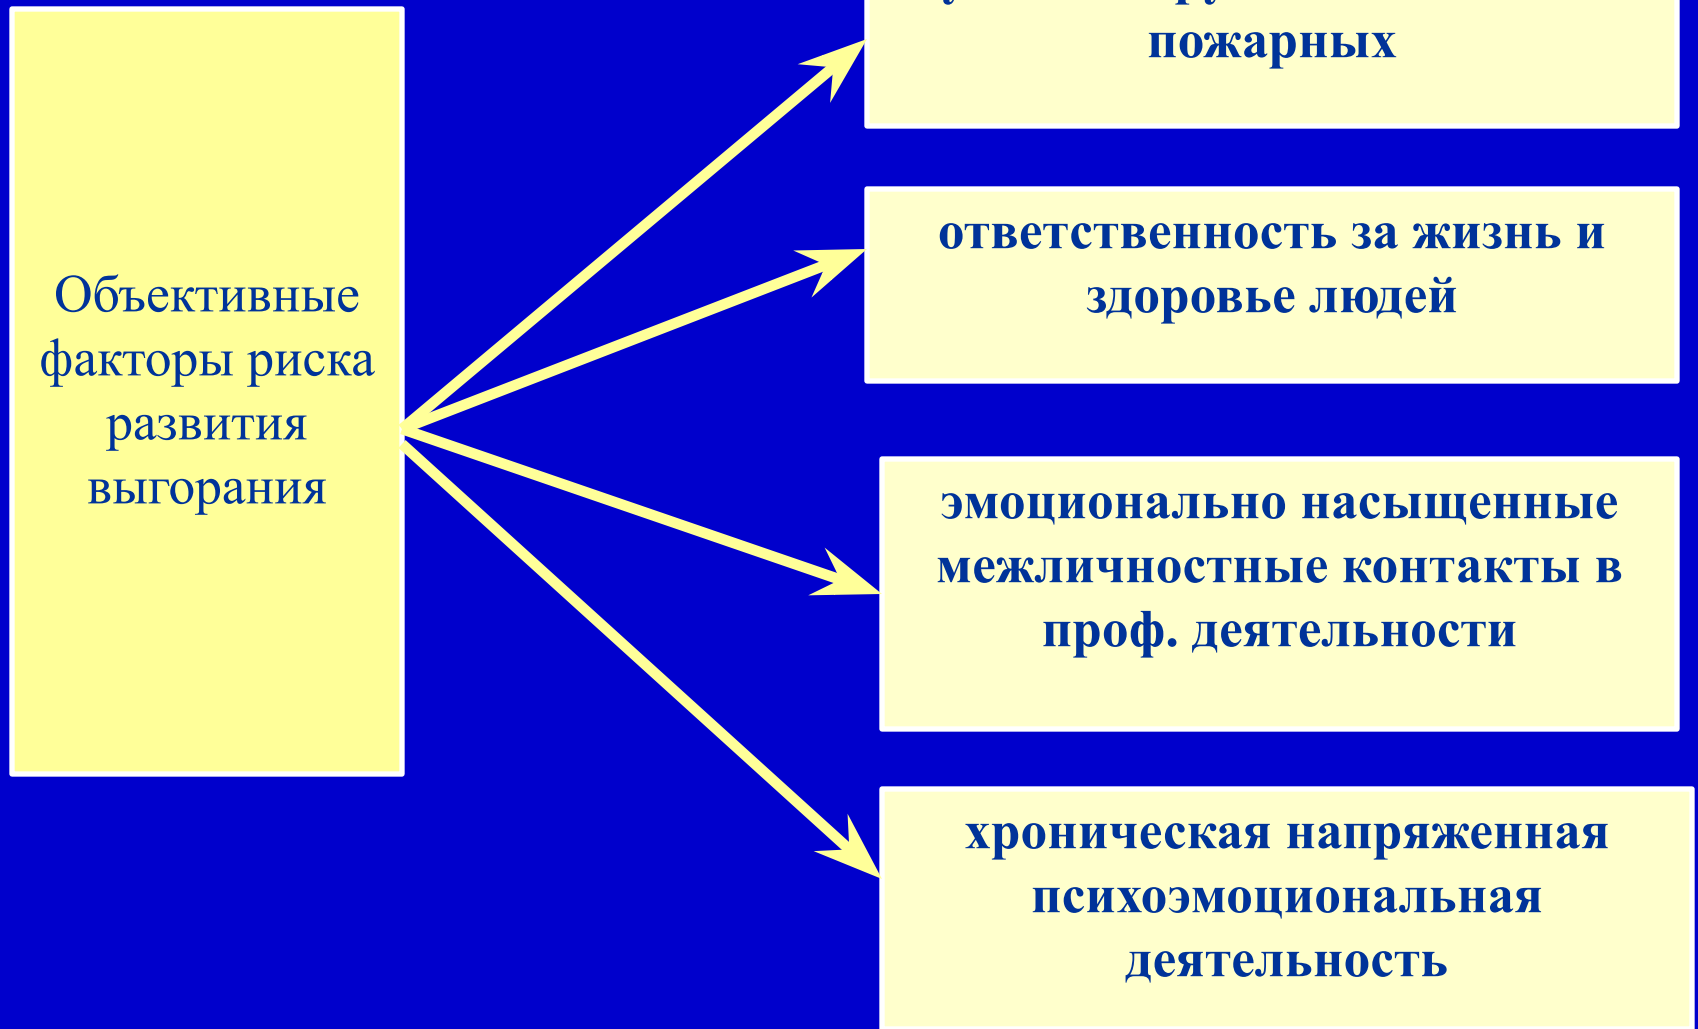 Объективные
факторы риска
развития
выгорания
пожарных
ответственность за жизнь и
здоровье людей
эмоционально насыщенные
межличностные контакты в
проф. деятельности
хроническая напряженная
психоэмоциональная
деятельность